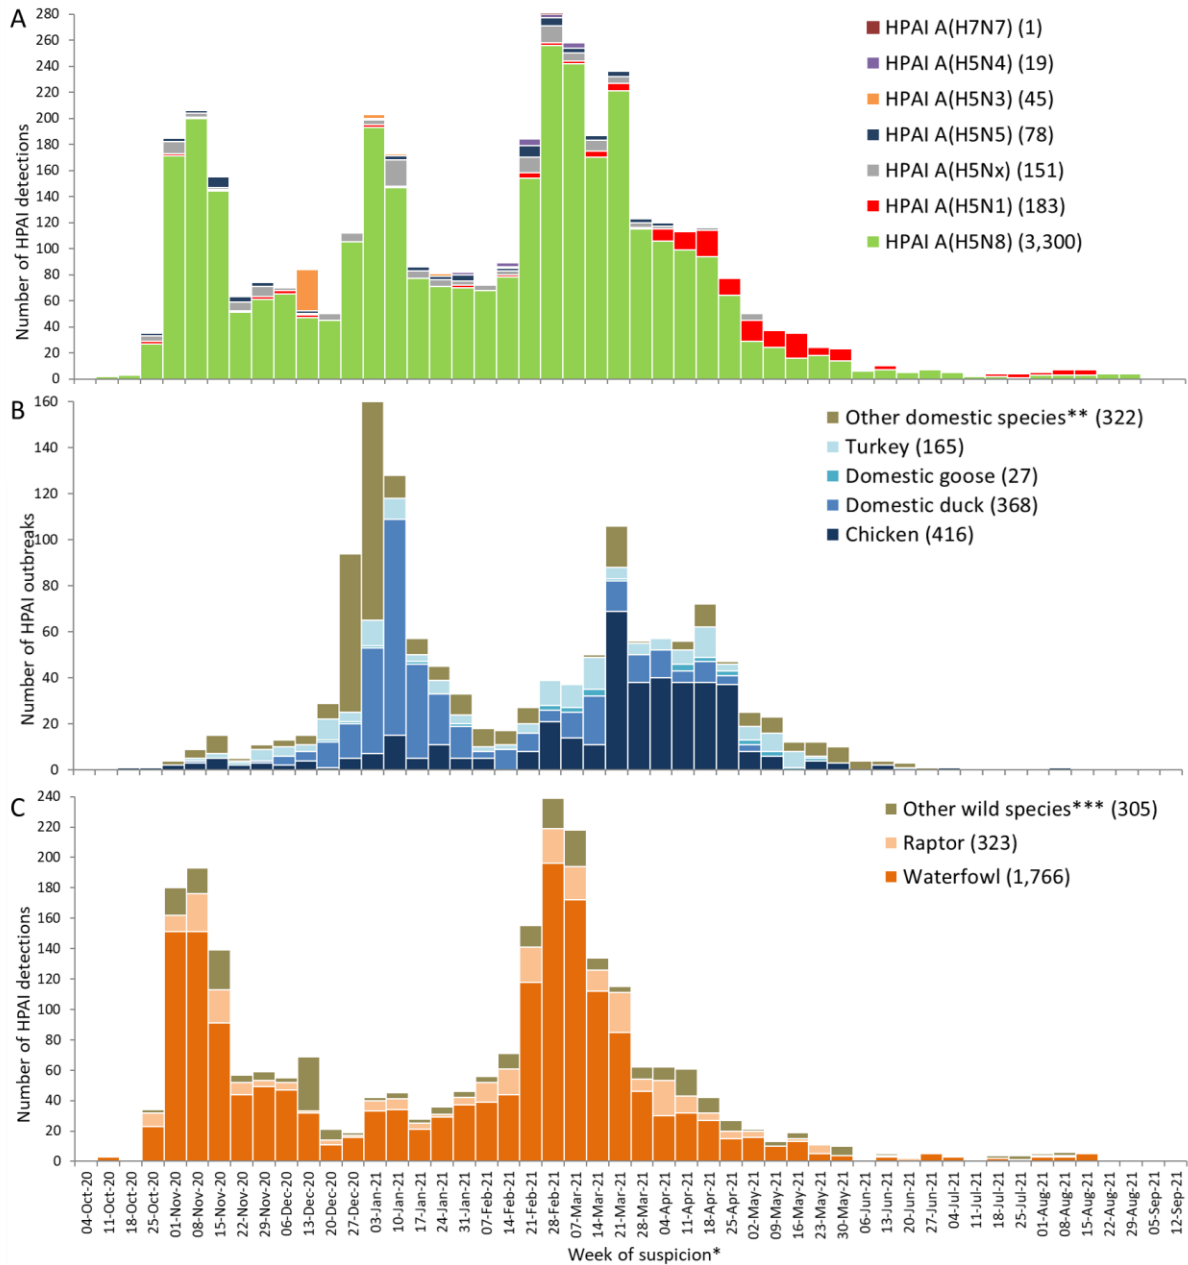 A
280
260
240
220
200
180
160
140
120
100
80
60
40
20
0
Number of HPAI detections
HPAI A(H7N7) (1)
HPAI A(H5N4) (19)
HPAI A(H5N3) (45)
HPAI A(H5N5) (78)
HPAI A(H5Nx) (151)
HPAI A(H5N1) (183)
HPAI A(H5N8) (3,300)
B
160
140
120
100
80
60
40
20
0
Number of HPAI outbreaks
Other domestic species** (322)
Turkey (165)
Domestic goose (27)
Domestic duck (368)
Chicken (416)
C
240
220
200
180
160
140
120
100
80
60
40
20
0
Number of HPAI detections
Other wild species*** (305)
Raptor (323)
Waterfowl (1,766)
04-Oct-20
11-Oct-20
18-Oct-20
25-Oct-20
01-Nov-20
08-Nov-20
15-Nov-20
22-Nov-20
29-Nov-20
06-Dec-20
13-Dec-20
20-Dec-20
27-Dec-20
03-Jan-21
10-Jan-21
17-Jan-21
24-Jan-21
31-Jan-21
07-Feb-21
14-Feb-21
21-Feb-21
28-Feb-21
07-Mar-21
14-Mar-21
21-Mar-21
28-Mar-21
04-Apr-21
11-Apr-21
18-Apr-21
25-Apr-21
02-May-21
09-May-21
16-May-21
23-May-21
30-May-21
06-Jun-21
13-Jun-21
20-Jun-21
27-Jun-21
04-Jul-21
11-Jul-21
18-Jul-21
25-Jul-21
01-Aug-21
08-Aug-21
15-Aug-21
22-Aug-21
29-Aug-21
05-Sep-21
12-Sep-21
Week of suspicion*